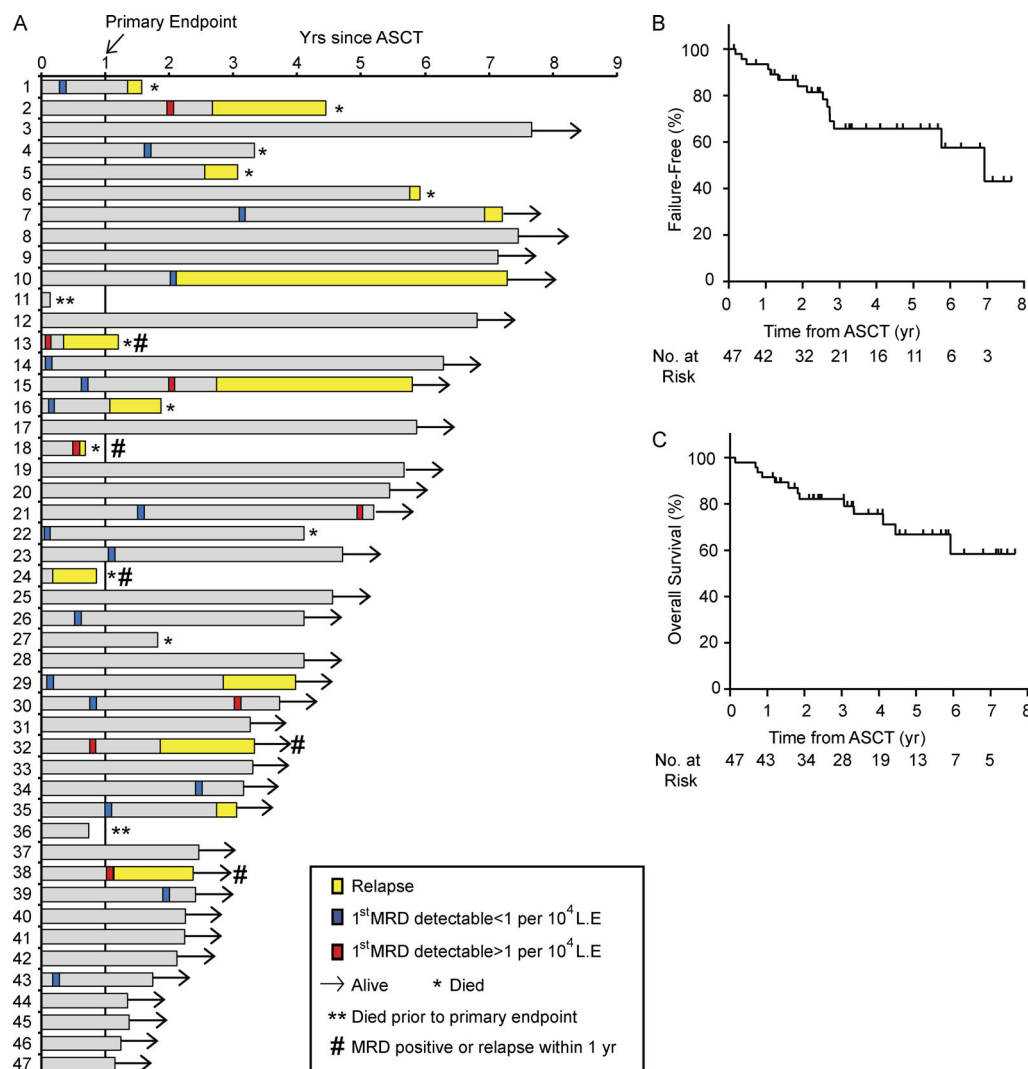 A
Primary Endpoint
Yrs since ASCT
0 1 2 3 4 5 6 7 8 9
1 *
2 *
3
4 *
5 *
6 *
7
8
9
10
11 **
12
13 *#
14
15
16 *
17
18 * #
19
20
21
22 *
23
24 *#
25
26
27 *
28
29
30
31
32 #
33
34
35
36 **
37
38 #
39
40
41
42
43
44
45
46
47
Relapse
1st MRD detectable<1 per 10^4 L.E
1st MRD detectable>1 per 10^4 L.E
Alive * Died
** Died prior to primary endpoint
# MRD positive or relapse within 1 yr
B
Failure-Free (%)
100
80
60
40
20
0
0 1 2 3 4 5 6 7 8
Time from ASCT (yr)
No. at Risk
47 42 32 21 16 11 6 3
C
Overall Survival (%)
100
80
60
40
20
0
0 1 2 3 4 5 6 7 8
Time from ASCT (yr)
No. at Risk
47 43 34 28 19 13 7 5